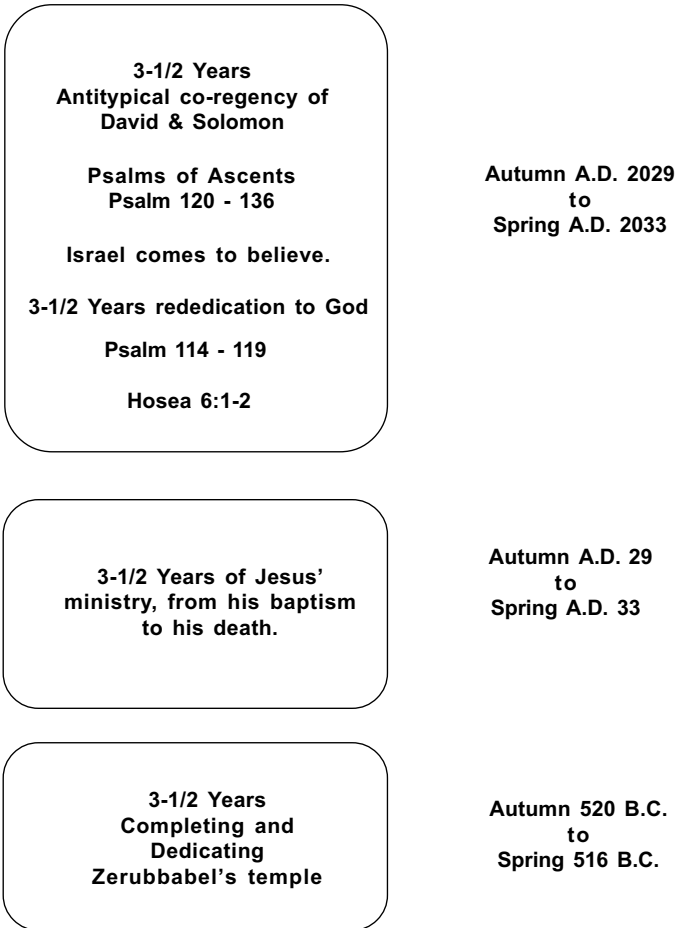 3-1/2 Years
Antitypical co-regency of
David & Solomon
Psalms of Ascents
Psalm 120 - 136
Israel comes to believe.
3-1/2 Years rededication to God
Psalm 114 - 119
Hosea 6:1-2
Autumn A.D. 2029
to
Spring A.D. 2033
3-1/2 Years of Jesus’
ministry, from his baptism
to his death.
Autumn A.D. 29
to
Spring A.D. 33
3-1/2 Years
Completing and
Dedicating
Zerubbabel’s temple
Autumn 520 B.C.
to
Spring 516 B.C.